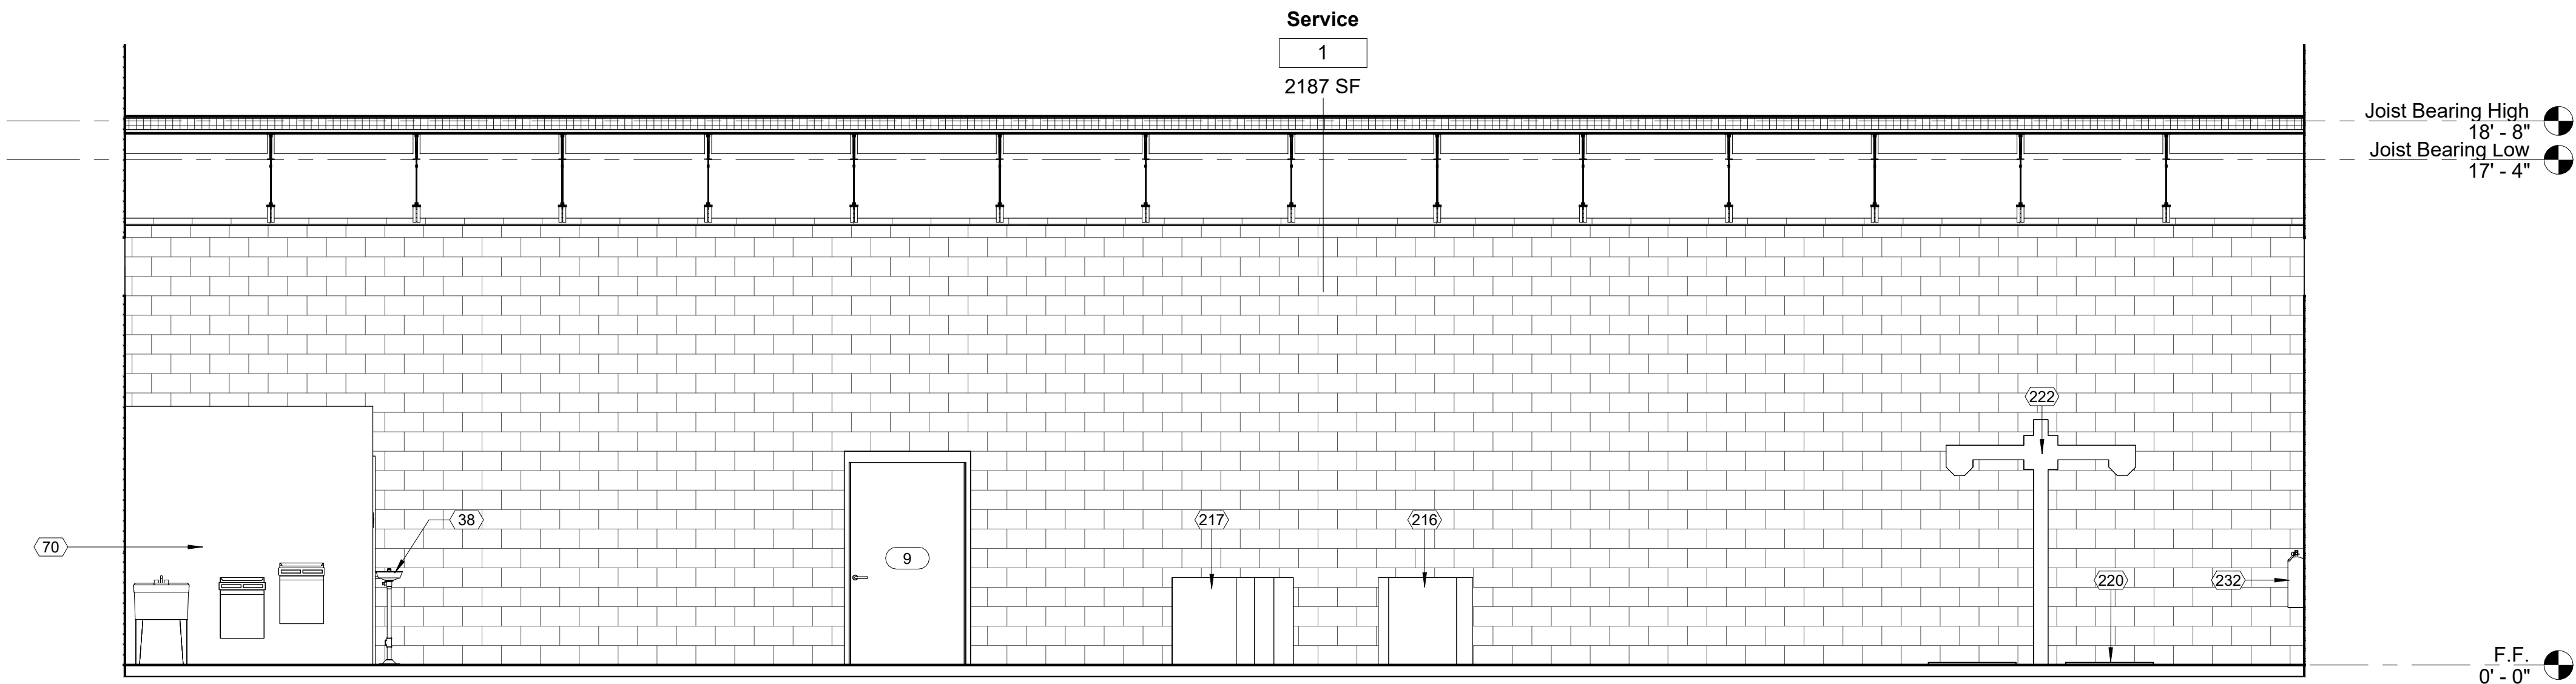 Service
1
2187 SF
Joist Bearing High
18' - 8"
Joist Bearing Low
17' - 4"
222
38
217
216
70
9
220
232
F.F.
0' - 0"